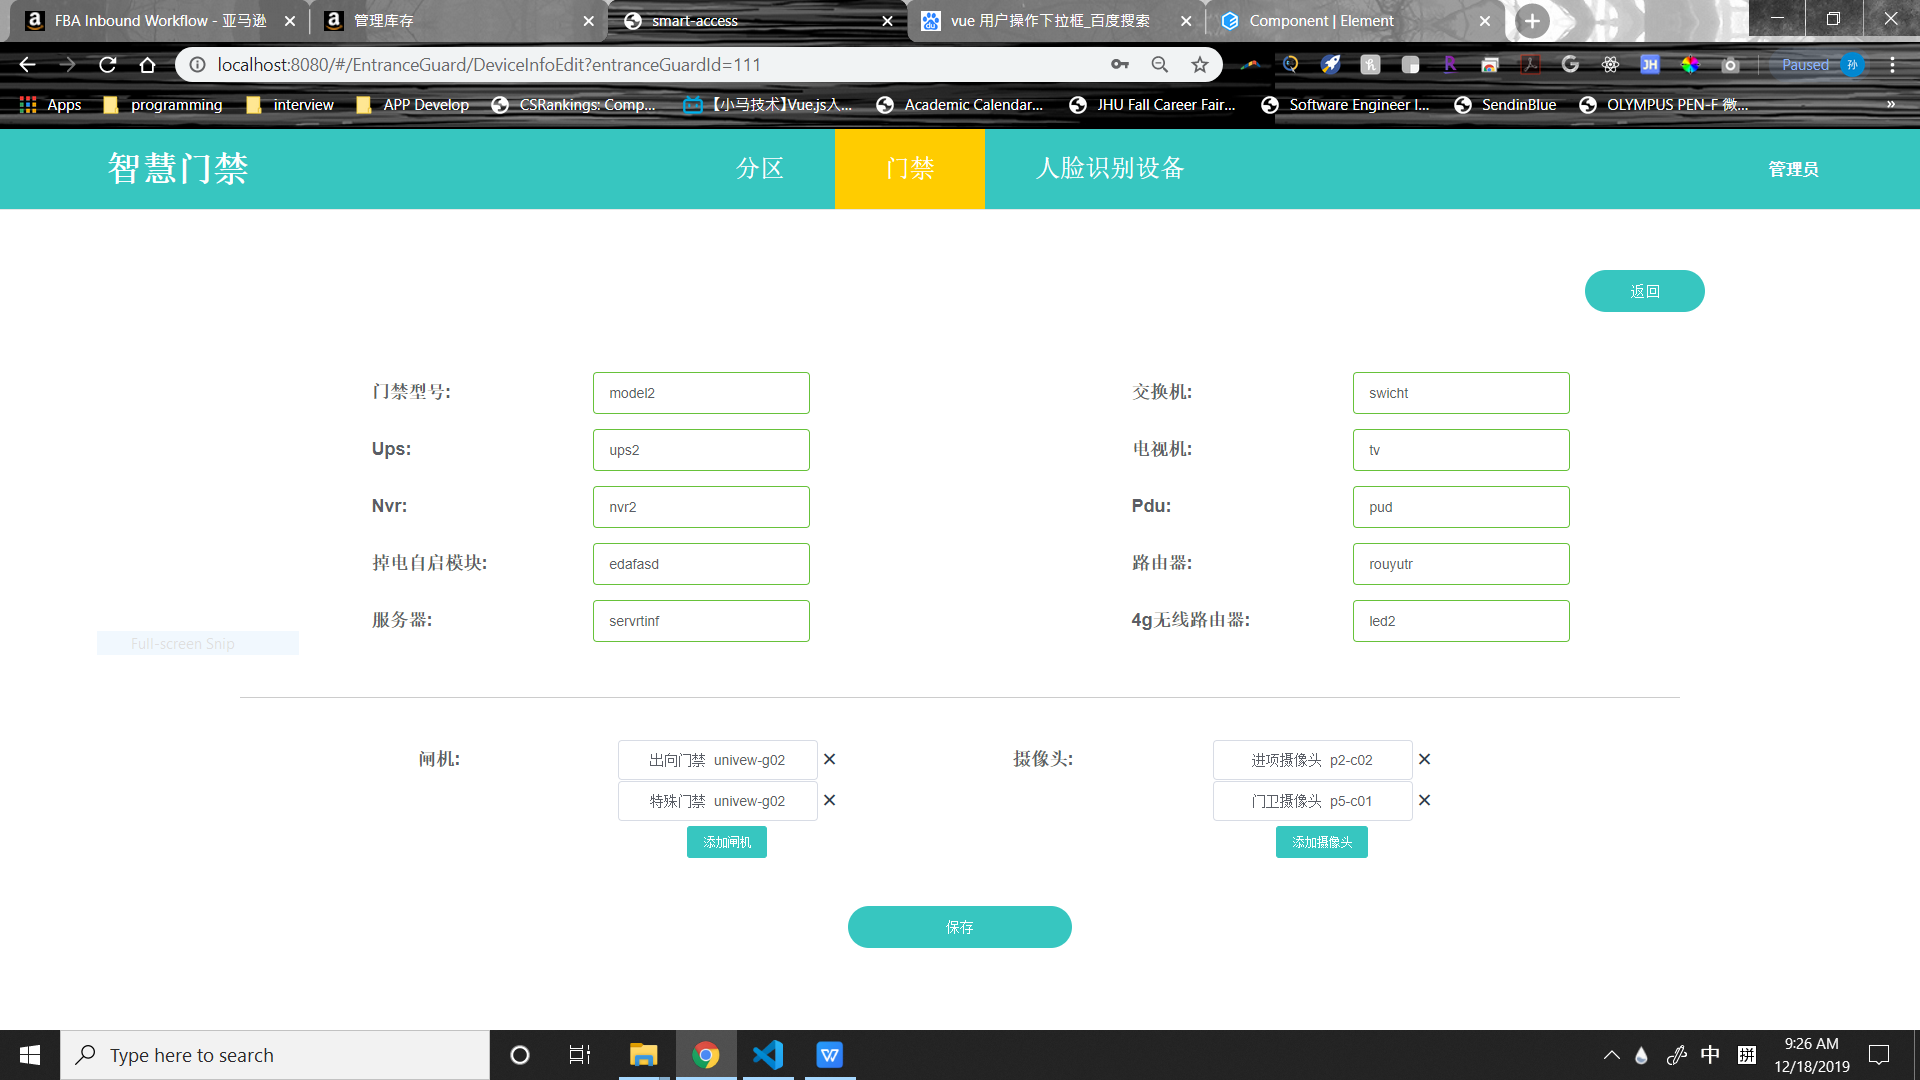 FBA Inbound Workflow - 亚马逊
管理库存
smart-access
vue 用户操作下拉框_百度搜索
Component | Element
localhost:8080/#/EntranceGuard/DeviceInfoEdit?entranceGuardId=111
Paused 孙
Apps
programming
interview
APP Develop
CSRankings: Comp...
【小马技术】Vue.js入...
Academic Calendar...
JHU Fall Career Fair...
Software Engineer I...
SendinBlue
OLYMPUS PEN-F 微...
»
智慧门禁
分区
门禁
人脸识别设备
管理员
返回
门禁型号: model2
交换机: swicht
Ups: ups2
电视机: tv
Nvr: nvr2
Pdu: pud
掉电自启模块: edafasd
路由器: rouyutr
服务器: servrtinf
4g无线路由器: led2
Full-screen Snip
闸机: 出向门禁 univew-g02
摄像头: 进项摄像头 p2-c02
特殊门禁 univew-g02
门卫摄像头 p5-c01
添加闸机
添加摄像头
保存
Type here to search
中
拼
9:26 AM
12/18/2019